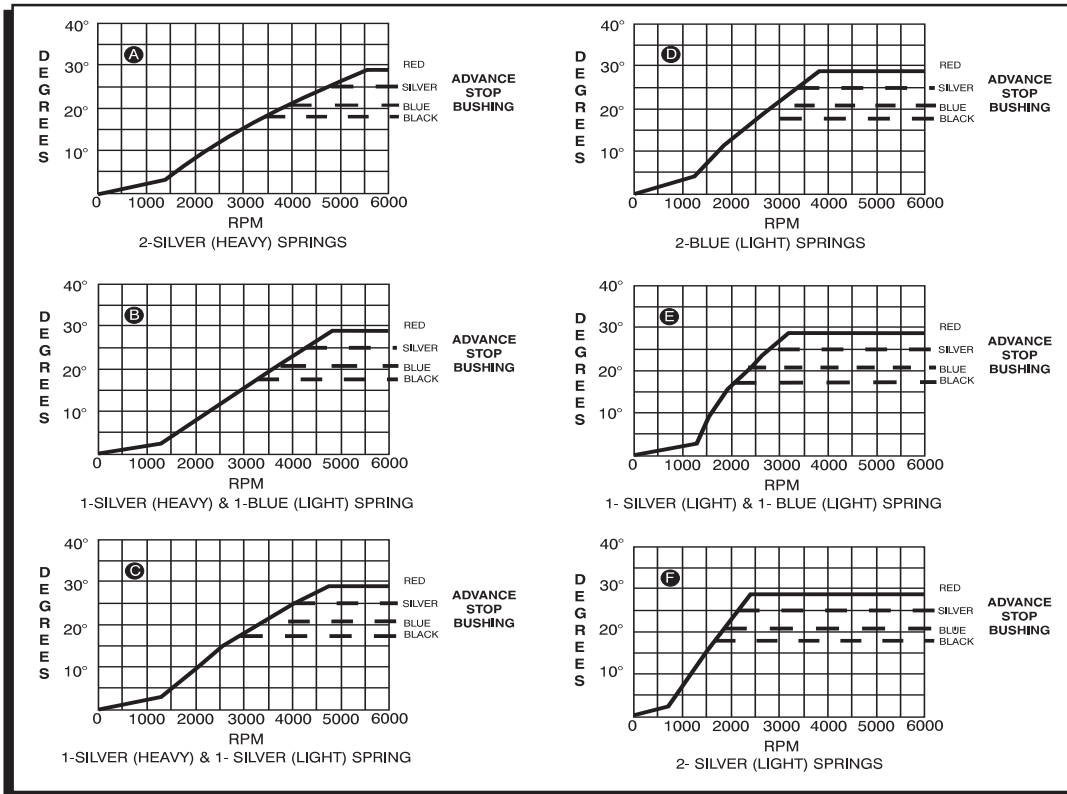 A
DEGREES
40°
30°
20°
10°
RED
SILVER
BLUE
BLACK
ADVANCE
STOP
BUSHING
0 1000 2000 3000 4000 5000 6000
RPM
2-SILVER (HEAVY) SPRINGS
D
DEGREES
40°
30°
20°
10°
RED
SILVER
BLUE
BLACK
ADVANCE
STOP
BUSHING
0 1000 2000 3000 4000 5000 6000
RPM
2-BLUE (LIGHT) SPRINGS
B
DEGREES
40°
30°
20°
10°
RED
SILVER
BLUE
BLACK
ADVANCE
STOP
BUSHING
0 1000 2000 3000 4000 5000 6000
RPM
1-SILVER (HEAVY) & 1-BLUE (LIGHT) SPRING
E
DEGREES
40°
30°
20°
10°
RED
SILVER
BLUE
BLACK
ADVANCE
STOP
BUSHING
0 1000 2000 3000 4000 5000 6000
RPM
1- SILVER (LIGHT) & 1- BLUE (LIGHT) SPRING
C
DEGREES
40°
30°
20°
10°
RED
SILVER
BLUE
BLACK
ADVANCE
STOP
BUSHING
0 1000 2000 3000 4000 5000 6000
RPM
1-SILVER (HEAVY) & 1- SILVER (LIGHT) SPRING
F
DEGREES
40°
30°
20°
10°
RED
SILVER
BLUE
BLACK
ADVANCE
STOP
BUSHING
0 1000 2000 3000 4000 5000 6000
RPM
2- SILVER (LIGHT) SPRINGS